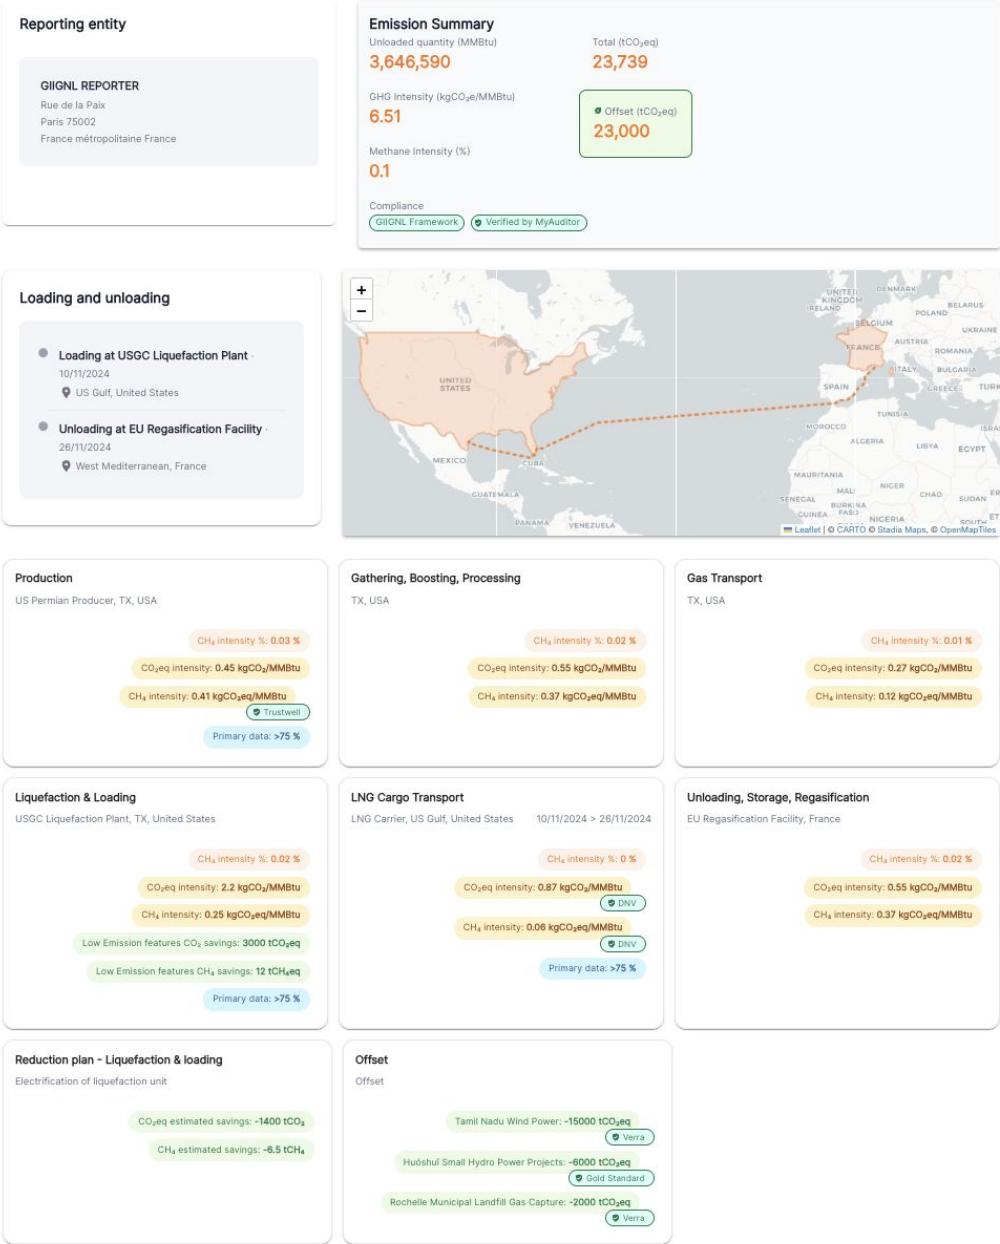 Reporting entity
GIIGNL REPORTER
Rue de la Paix
Paris 75002
France métropolitaine France
Emission Summary
Unloaded quantity (MMBtu)
3,646,590
Total (tCO₂eq)
23,739
GHG Intensity (kgCO₂e/MMBtu)
6.51
Offset (tCO₂eq)
23,000
Methane Intensity (%)
0.1
Compliance
GIIGNL Framework
Verified by MyAuditor
Loading and unloading
Loading at USGC Liquefaction Plant ·
10/11/2024
US Gulf, United States
Unloading at EU Regasification Facility ·
26/11/2024
West Mediterranean, France
+
−
UNITED
KINGDOM
IRELAND
DENMARK
BELARUS
POLAND
BELGIUM
UKRAINE
FRANCE
AUSTRIA
ROMANIA
ITALY
BULGARIA
SPAIN
GREECE
TURK
UNITED
STATES
TUNISIA
MOROCCO
ISRA
ALGERIA
LIBYA
EGYPT
MEXICO
CUBA
MAURITANIA
GUATEMALA
MALI
NIGER
CHAD
SUDAN
ER
SENEGAL
BURKINA
FASO
GUINEA
NIGERIA
SOUTH
ET
PANAMA
VENEZUELA
Leaflet | © CARTO © Stadia Maps, © OpenMapTiles
Production
US Permian Producer, TX, USA
CH₄ intensity %: 0.03 %
CO₂eq intensity: 0.45 kgCO₂/MMBtu
CH₄ intensity: 0.41 kgCO₂eq/MMBtu
Trustwell
Primary data: >75 %
Gathering, Boosting, Processing
TX, USA
CH₄ intensity %: 0.02 %
CO₂eq intensity: 0.55 kgCO₂/MMBtu
CH₄ intensity: 0.37 kgCO₂eq/MMBtu
Gas Transport
TX, USA
CH₄ intensity %: 0.01 %
CO₂eq intensity: 0.27 kgCO₂/MMBtu
CH₄ intensity: 0.12 kgCO₂eq/MMBtu
Liquefaction & Loading
USGC Liquefaction Plant, TX, United States
CH₄ intensity %: 0.02 %
CO₂eq intensity: 2.2 kgCO₂/MMBtu
CH₄ intensity: 0.25 kgCO₂eq/MMBtu
Low Emission features CO₂ savings: 3000 tCO₂eq
Low Emission features CH₄ savings: 12 tCH₄eq
Primary data: >75 %
LNG Cargo Transport
LNG Carrier, US Gulf, United States 10/11/2024 > 26/11/2024
CH₄ intensity %: 0 %
CO₂eq intensity: 0.87 kgCO₂/MMBtu
DNV
CH₄ intensity: 0.06 kgCO₂eq/MMBtu
DNV
Primary data: >75 %
Unloading, Storage, Regasification
EU Regasification Facility, France
CH₄ intensity %: 0.02 %
CO₂eq intensity: 0.55 kgCO₂/MMBtu
CH₄ intensity: 0.37 kgCO₂eq/MMBtu
Reduction plan - Liquefaction & loading
Electrification of liquefaction unit
CO₂eq estimated savings: -1400 tCO₂
CH₄ estimated savings: -6.5 tCH₄
Offset
Offset
Tamil Nadu Wind Power: -15000 tCO₂eq
Verra
Huóshuǐ Small Hydro Power Projects: -6000 tCO₂eq
Gold Standard
Rochelle Municipal Landfill Gas Capture: -2000 tCO₂eq
Verra